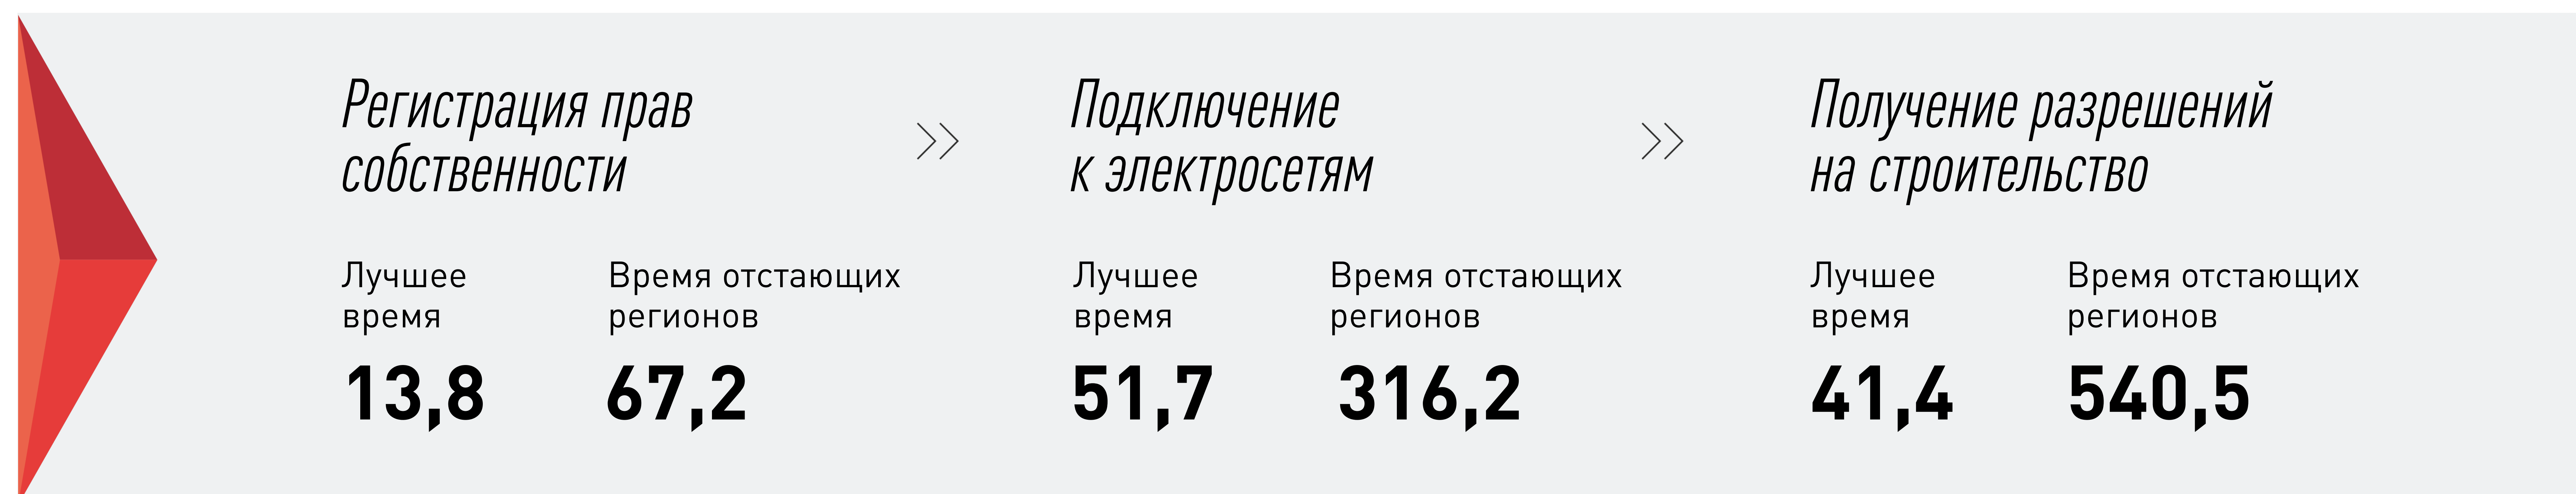 Регистрация прав
собственности
Лучшее
время
13,8
Время отстающих
регионов
67,2
Подключение
к электросетям
Лучшее
время
51,7
Время отстающих
регионов
316,2
Получение разрешений
на строительство
Лучшее
время
41,4
Время отстающих
регионов
540,5